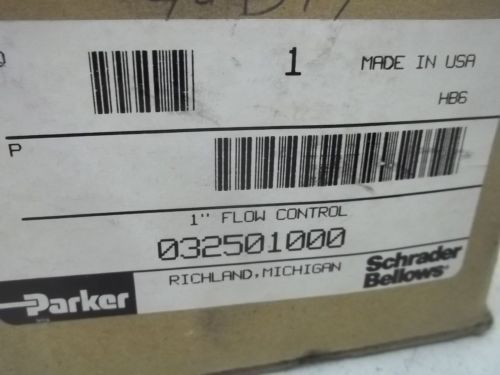 Q 1 MADE IN USA
HB6
P
1" FLOW CONTROL
032501000
RICHLAND, MICHIGAN
Parker
Schrader
Bellows